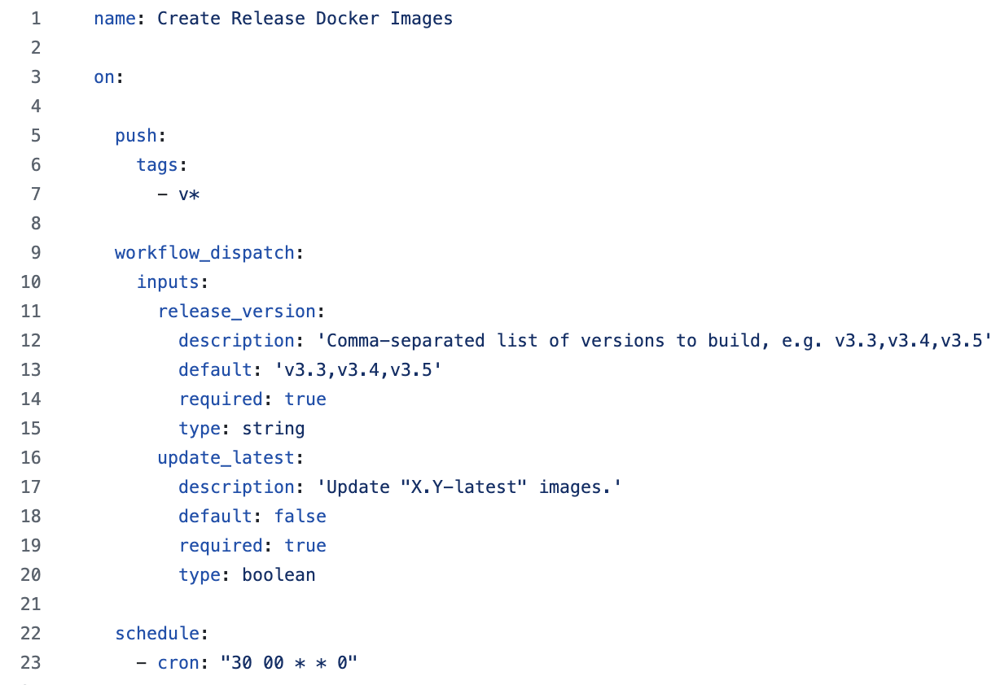 1 name: Create Release Docker Images
2
3 on:
4
5   push:
6     tags:
7       - v*
8
9   workflow_dispatch:
10     inputs:
11       release_version:
12         description: 'Comma-separated list of versions to build, e.g. v3.3,v3.4,v3.5'
13         default: 'v3.3,v3.4,v3.5'
14         required: true
15         type: string
16       update_latest:
17         description: 'Update "X.Y-latest" images.'
18         default: false
19         required: true
20         type: boolean
21
22   schedule:
23     - cron: "30 00 * * 0"